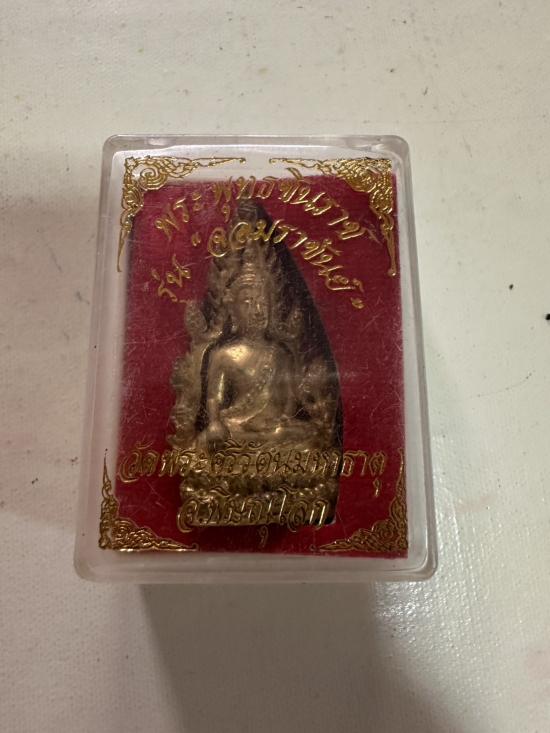 พระพุทธชินราช
รุ่น "จอมราชันย์"
วัดพระศรีรัตนมหาธาตุ
จ.พิษณุโลก